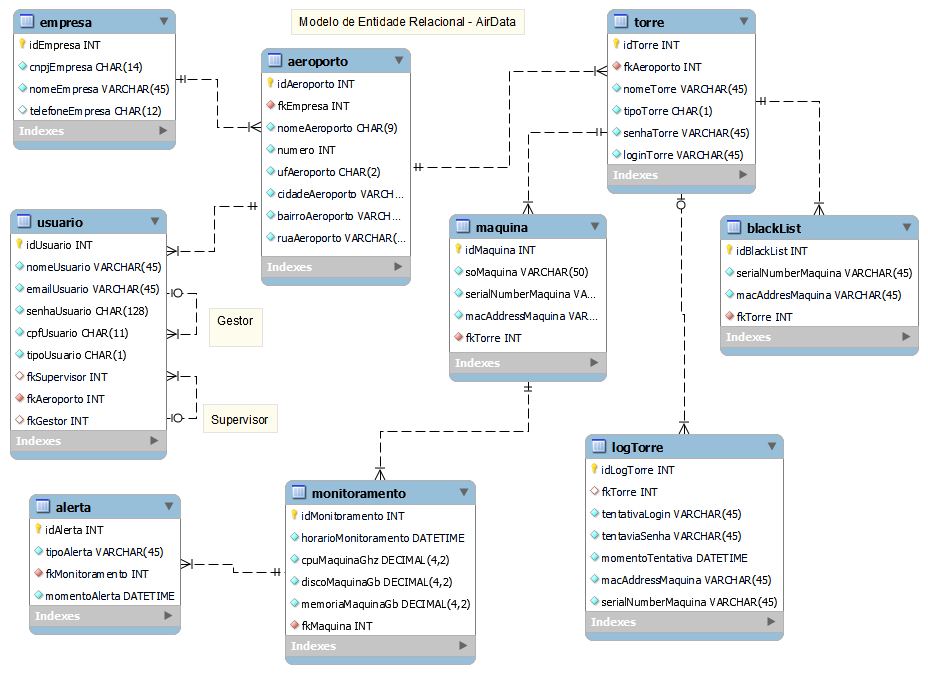 Modelo de Entidade Relacional - AirData
empresa
idEmpresa INT
cnpjEmpresa CHAR(14)
nomeEmpresa VARCHAR(45)
telefoneEmpresa CHAR(12)
Indexes
aeroporto
idAeroporto INT
fkEmpresa INT
nomeAeroporto CHAR(9)
numero INT
ufAeroporto CHAR(2)
cidadeAeroporto VARCH...
bairroAeroporto VARCH...
ruaAeroporto VARCHAR(...
Indexes
torre
idTorre INT
fkAeroporto INT
nomeTorre VARCHAR(45)
tipoTorre CHAR(1)
senhaTorre VARCHAR(45)
loginTorre VARCHAR(45)
Indexes
usuario
idUsuario INT
nomeUsuario VARCHAR(45)
emailUsuario VARCHAR(45)
senhaUsuario CHAR(128)
cpfUsuario CHAR(11)
tipoUsuario CHAR(1)
fkSupervisor INT
fkAeroporto INT
fkGestor INT
Indexes
Gestor
Supervisor
maquina
idMaquina INT
soMaquina VARCHAR(50)
serialNumberMaquina VA...
macAddressMaquina VAR...
fkTorre INT
Indexes
blackList
idBlackList INT
serialNumberMaquina VARCHAR(45)
macAddresMaquina VARCHAR(45)
fkTorre INT
Indexes
alerta
idAlerta INT
tipoAlerta VARCHAR(45)
fkMonitoramento INT
momentoAlerta DATETIME
Indexes
monitoramento
idMonitoramento INT
horarioMonitoramento DATETIME
cpuMaquinaGhz DECIMAL(4,2)
discoMaquinaGb DECIMAL(4,2)
memoriaMaquinaGb DECIMAL(4,2)
fkMaquina INT
Indexes
logTorre
idLogTorre INT
fkTorre INT
tentativaLogin VARCHAR(45)
tentaviaSenha VARCHAR(45)
momentoTentativa DATETIME
macAddressMaquina VARCHAR(45)
serialNumberMaquina VARCHAR(45)
Indexes